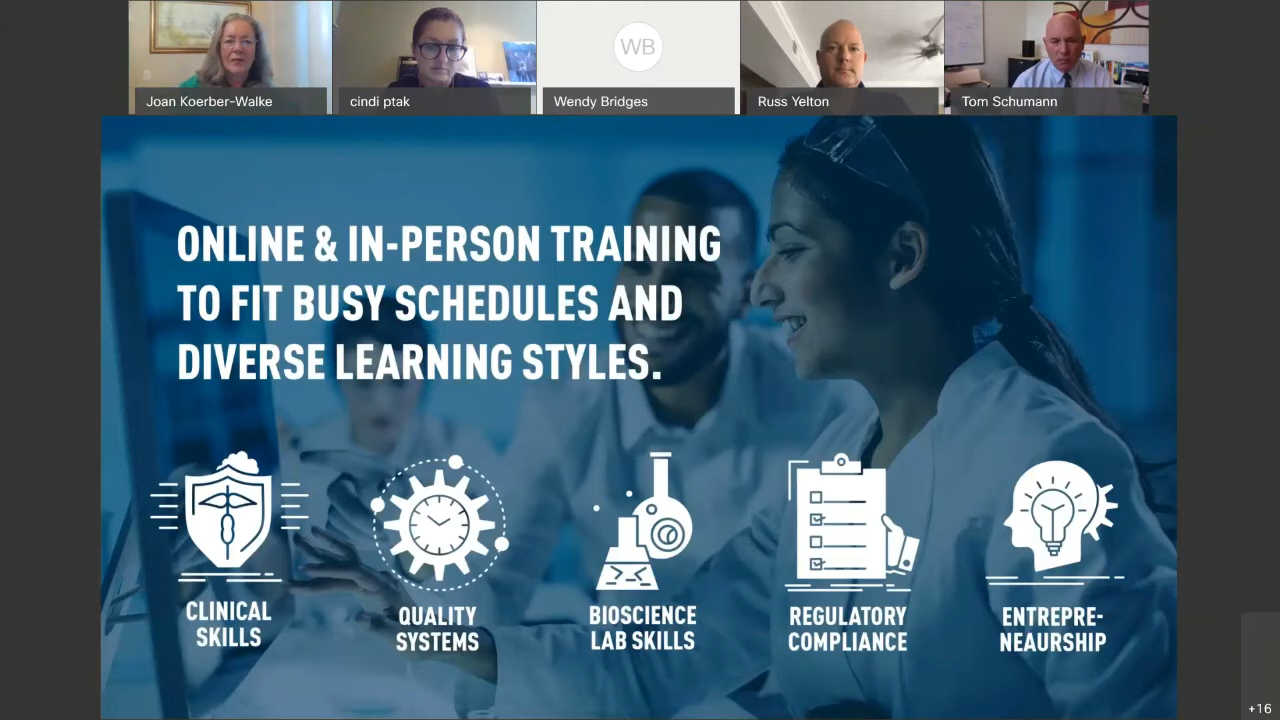 WB
Joan Koerber-Walke
cindi ptak
Wendy Bridges
Russ Yelton
Tom Schumann
ONLINE & IN-PERSON TRAINING
TO FIT BUSY SCHEDULES AND
DIVERSE LEARNING STYLES.
CLINICAL
SKILLS
QUALITY
SYSTEMS
BIOSCIENCE
LAB SKILLS
REGULATORY
COMPLIANCE
ENTREPRE-
NEAURSHIP
+16